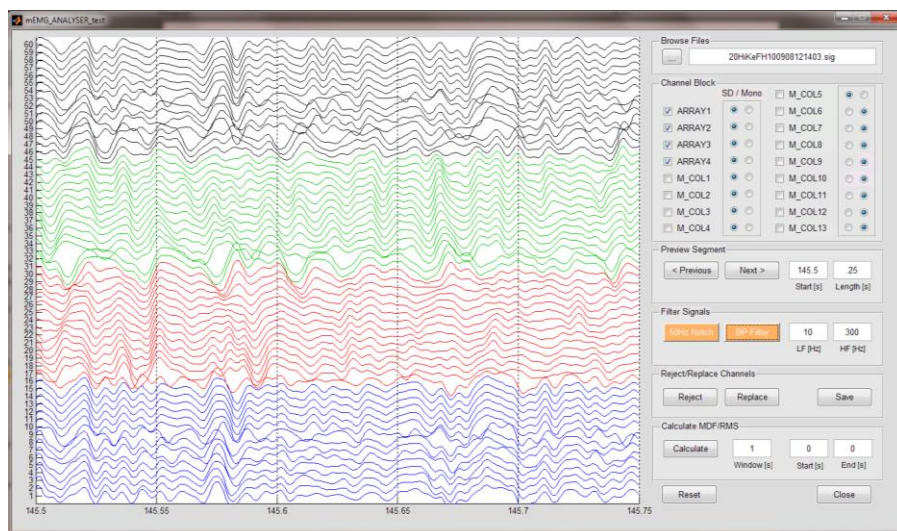 mEMG_ANALYSER_test
60
59
58
57
56
55
54
53
52
51
50
49
48
47
46
45
44
43
42
41
40
39
38
37
36
35
34
33
32
31
30
29
28
27
26
25
24
23
22
21
20
19
18
17
16
15
14
13
12
11
10
9
8
7
6
5
4
3
2
1
145.5 145.55 145.6 145.65 145.7 145.75
Browse Files
... 20HiKeFH100908121403.sig
Channel Block
SD / Mono M_COL5
ARRAY1 M_COL6
ARRAY2 M_COL7
ARRAY3 M_COL8
ARRAY4 M_COL9
M_COL1 M_COL10
M_COL2 M_COL11
M_COL3 M_COL12
M_COL4 M_COL13
Preview Segment
< Previous Next > 145.5 .25
Start [s] Length [s]
Filter Signals
50Hz Notch BP Filter 10 300
LF [Hz] HF [Hz]
Reject/Replace Channels
Reject Replace Save
Calculate MDF/RMS
Calculate 1 0 0
Window [s] Start [s] End [s]
Reset Close